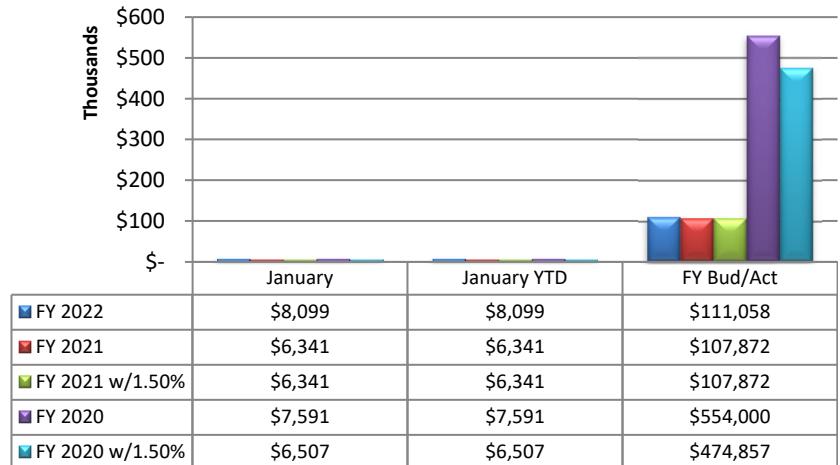 Thousands
$600
$500
$400
$300
$200
$100
$-
January January YTD FY Bud/Act
FY 2022 $8,099 $8,099 $111,058
FY 2021 $6,341 $6,341 $107,872
FY 2021 w/1.50% $6,341 $6,341 $107,872
FY 2020 $7,591 $7,591 $554,000
FY 2020 w/1.50% $6,507 $6,507 $474,857